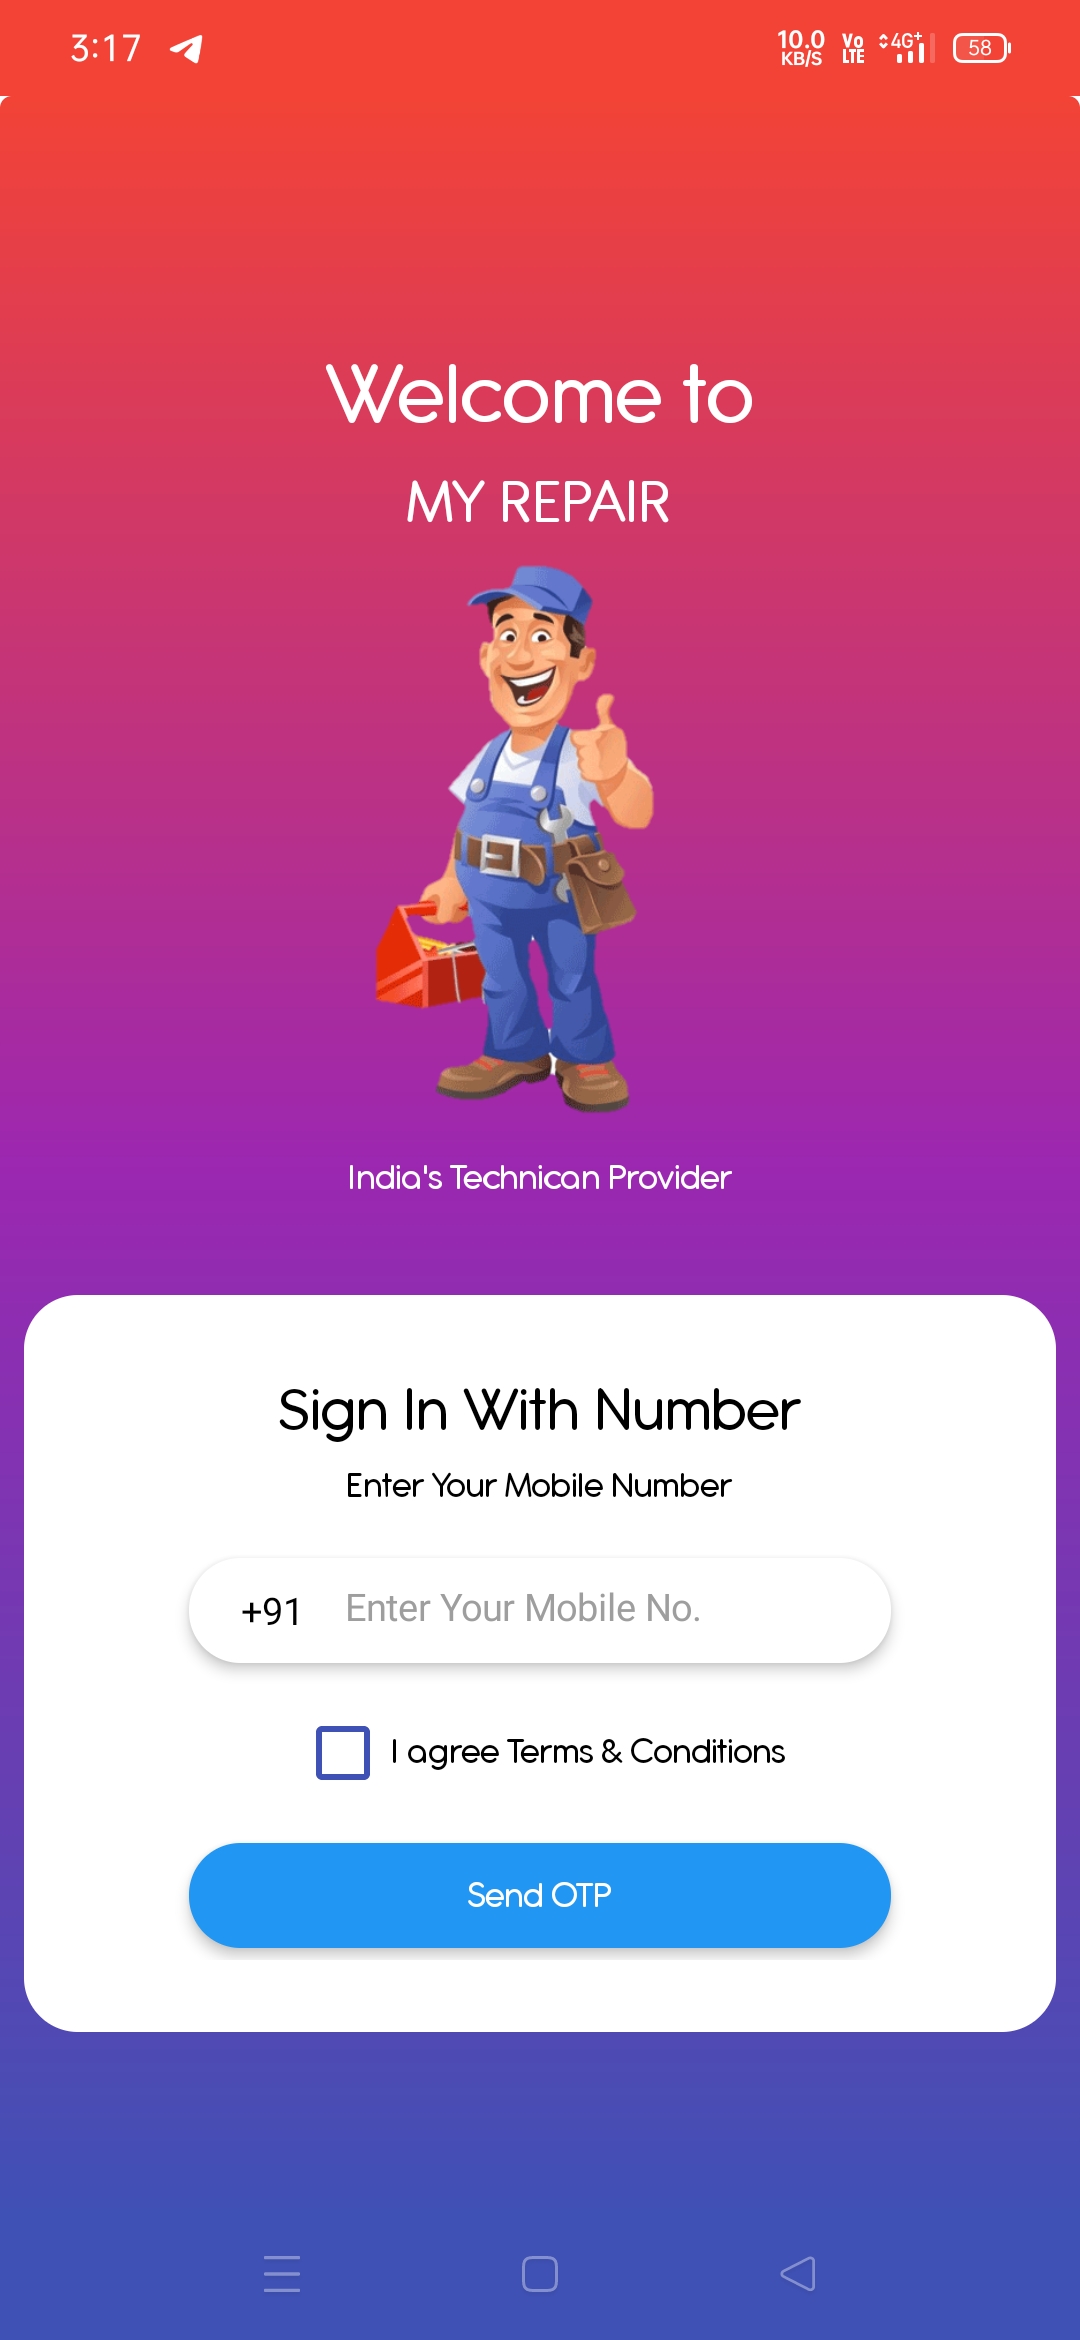 3:17
10.0 KB/S Vo LTE 4G+ 58
Welcome to
MY REPAIR
India's Technican Provider
Sign In With Number
Enter Your Mobile Number
+91 Enter Your Mobile No.
I agree Terms & Conditions
Send OTP